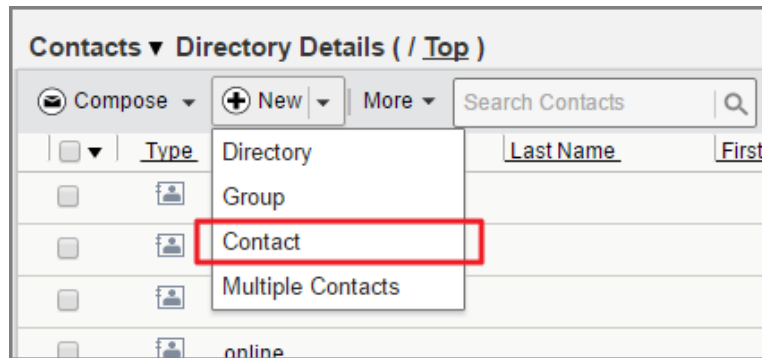 Contacts ▾ Directory Details ( / Top )
Compose New More Search Contacts
Type Last Name First
Directory
Group
Contact
Multiple Contacts
online